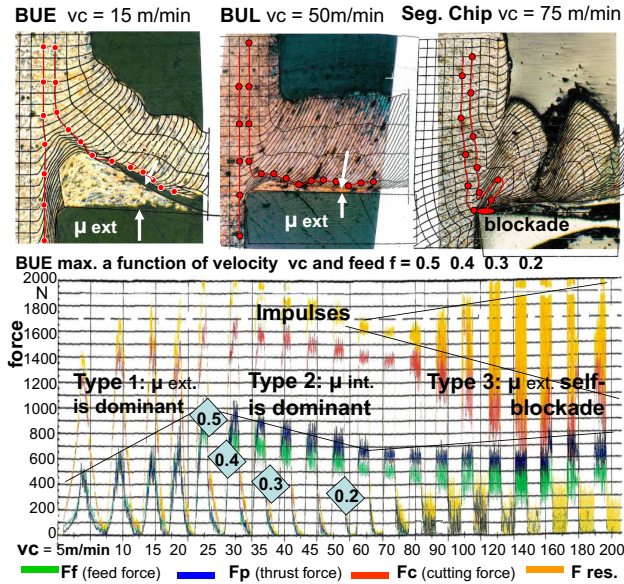 BUE vc = 15 m/min BUL vc = 50m/min Seg. Chip vc = 75 m/min
μ ext
μ ext
blockade
BUE max. a function of velocity vc and feed f = 0.5 0.4 0.3 0.2
2000
N
1800
1600
1400
1200
1000
800
600
400
200
0
force
Impulses
Type 1: μ ext. is dominant
Type 2: μ int. is dominant
Type 3: μ ext. self-blockade
0.5
0.4
0.3
0.2
vc = 5m/min 10 15 20 25 30 35 40 45 50 60 70 80 90 100 120 140 160 180 200
Ff (feed force) Fp (thrust force) Fc (cutting force) F res.